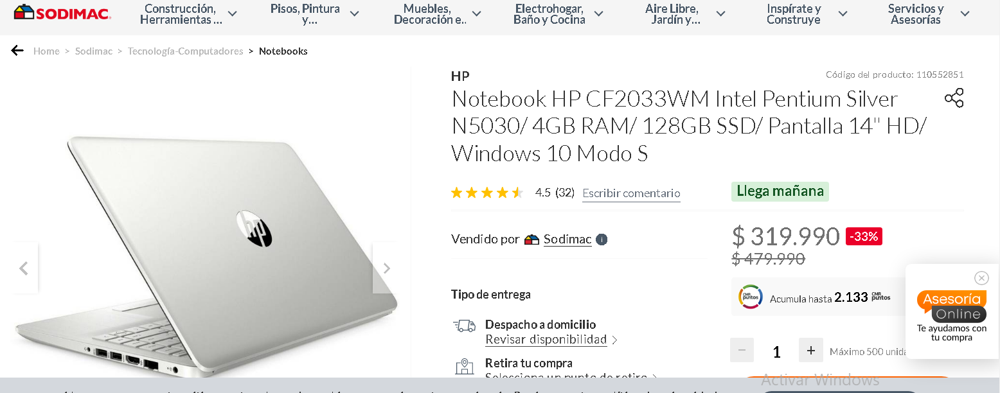 SODIMAC
Construcción,
Herramientas ...
Pisos, Pintura
y...
Muebles,
Decoración e..
Electrohogar,
Baño y Cocina
Aire Libre,
Jardín y...
Inspírate y
Construye
Servicios y
Asesorías
Home > Sodimac > Tecnología-Computadores > Notebooks
HP
Código del producto: 110552851
Notebook HP CF2033WM Intel Pentium Silver
N5030/ 4GB RAM/ 128GB SSD/ Pantalla 14" HD/
Windows 10 Modo S
4.5 (32) Escribir comentario
Llega mañana
Vendido por Sodimac i
$ 319.990 -33%
$ 479.990
CMR puntos
Acumula hasta 2.133 CMR puntos
Tipo de entrega
Despacho a domicilio
Revisar disponibilidad
Retira tu compra
Selecciona un punto de retiro
− 1 + Máximo 500 unida
Asesoría
Online
Te ayudamos con
tu compra
Activar Windows
hp